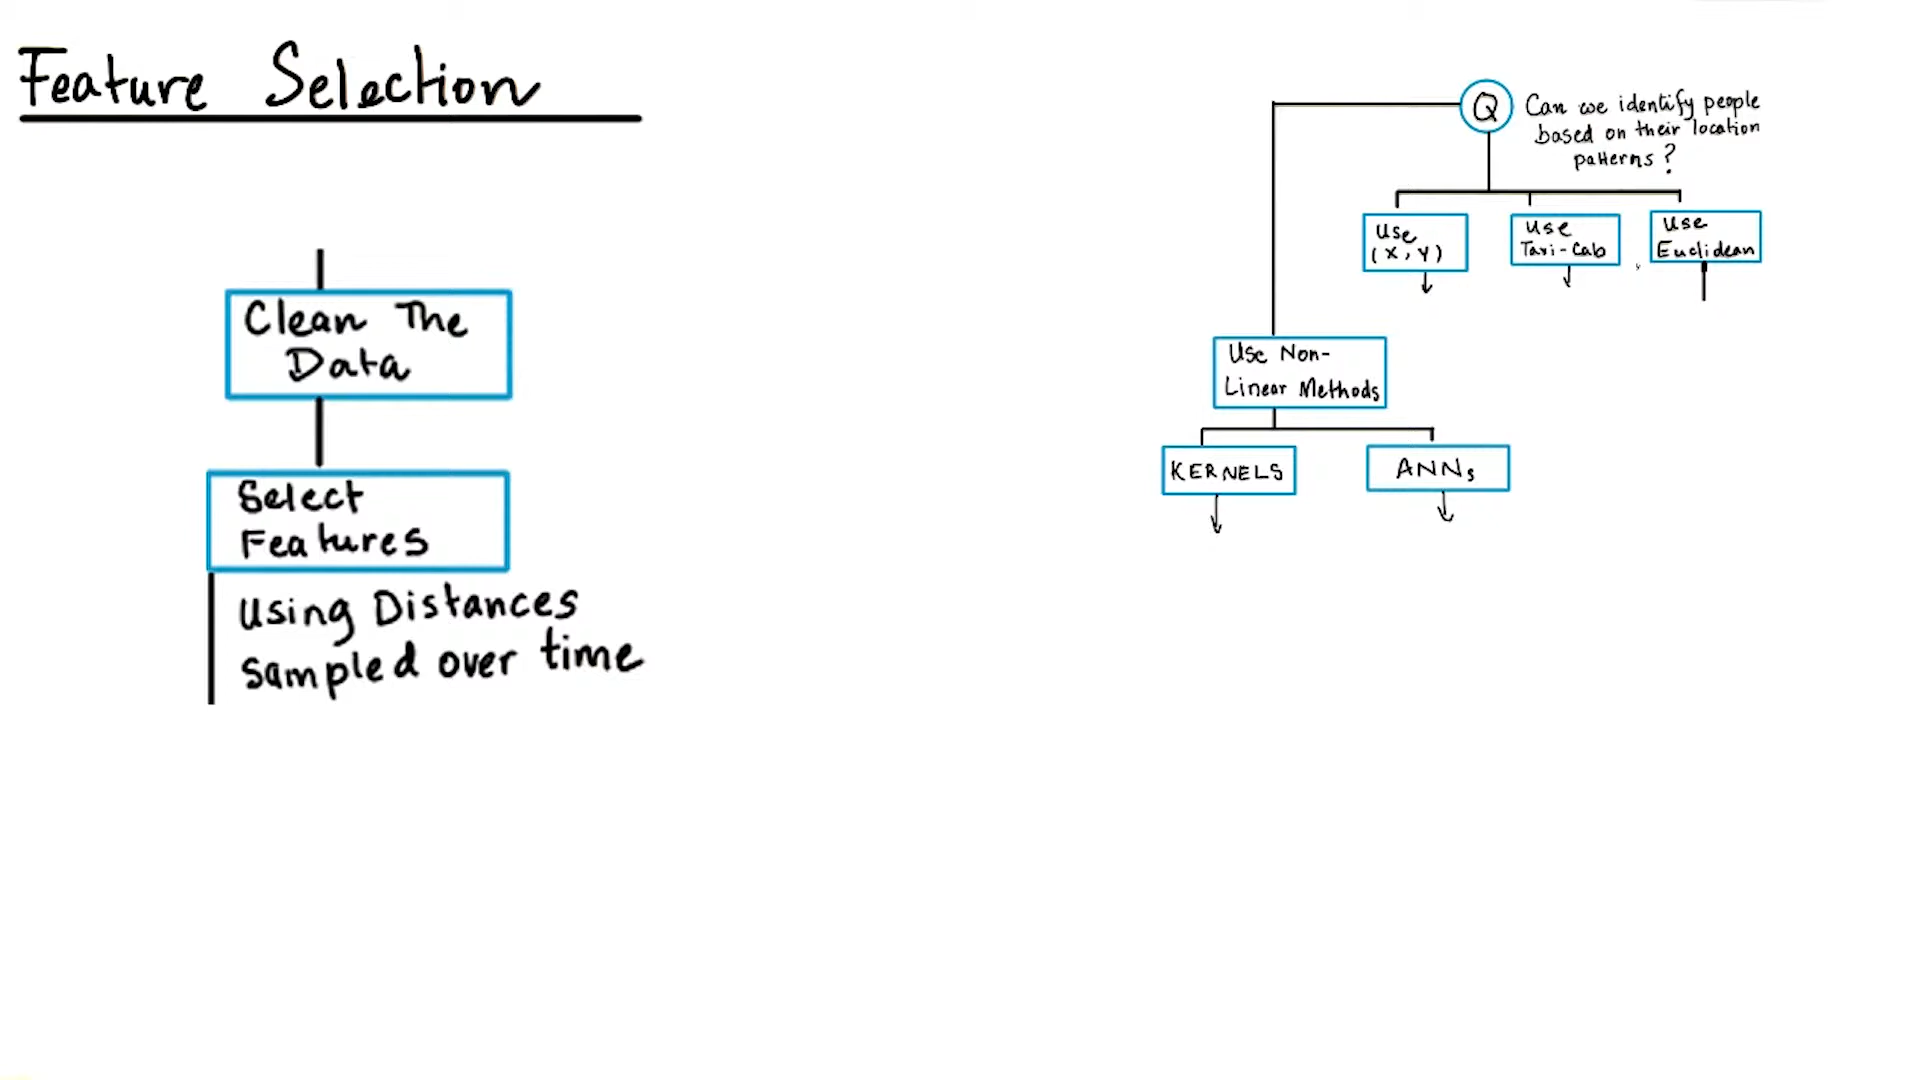 Feature Selection
Clean The
Data
Select
Features
Using Distances
sampled over time
Q
Can we identify people
based on their location
patterns?
Use
(X, Y)
Use
Taxi-Cab
Use
Euclidean
Use Non-
Linear Methods
KERNELS
ANNs